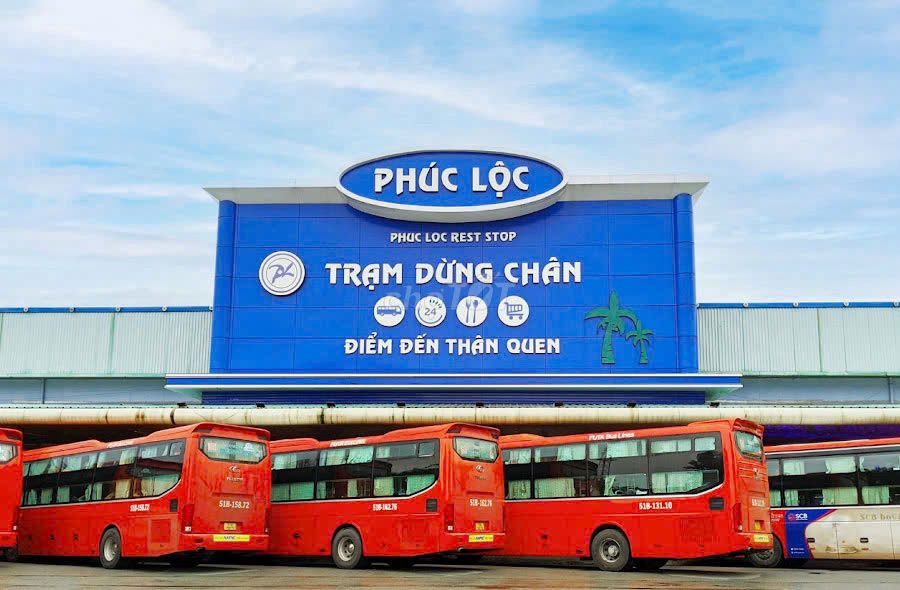 PHÚC LỘC
PHUC LOC REST STOP
TRẠM DỪNG CHÂN
24
ĐIỂM ĐẾN THÂN QUEN
FUTA Bus Lines
51B-158.72
51B-162.76
51B-131.10
SCB